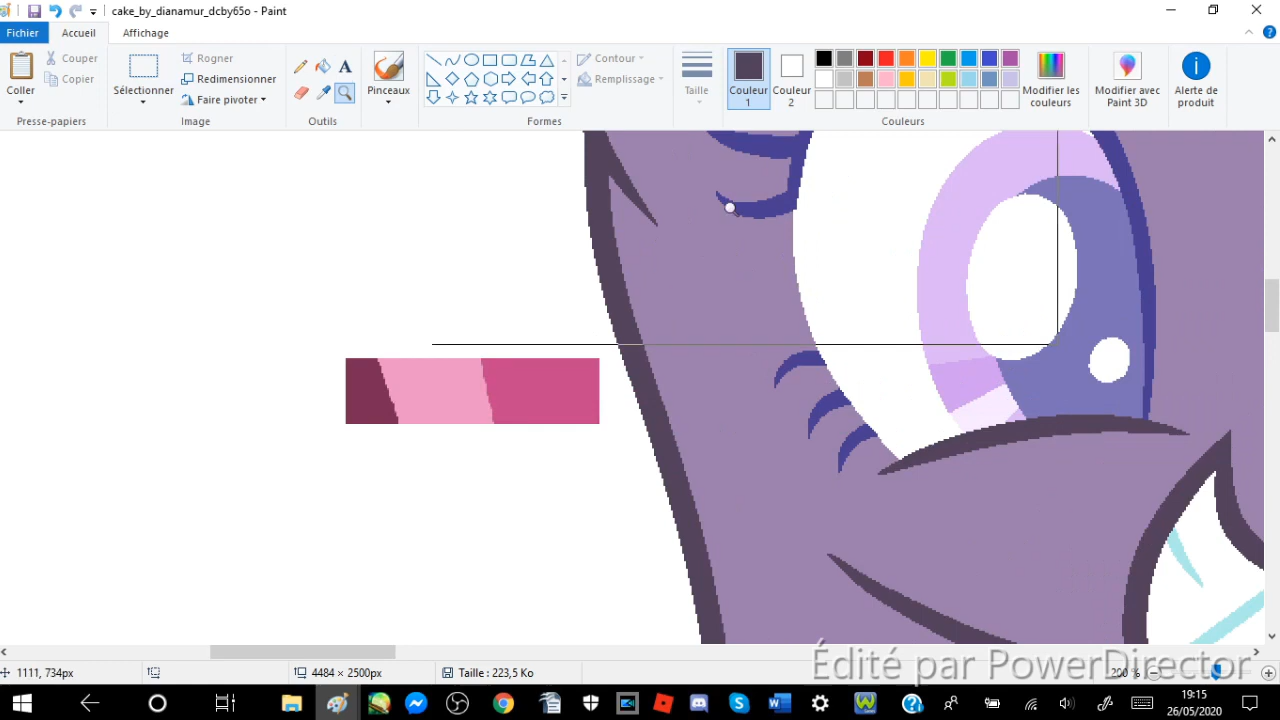 cake_by_dianamur_dcby65o - Paint
Fichier Accueil Affichage
Coller
Couper
Copier
Presse-papiers
Sélectionner
Rogner
Redimensionner
Faire pivoter
Image
A
Outils
Pinceaux
Contour
Remplissage
Formes
Taille
Couleur 1
Couleur 2
Modifier les couleurs
Couleurs
Modifier avec Paint 3D
Alerte de produit
1111, 734px
4484 × 2500px
Taille : 223,5 Ko
200 %
Édité par PowerDirector
19:15
26/05/2020